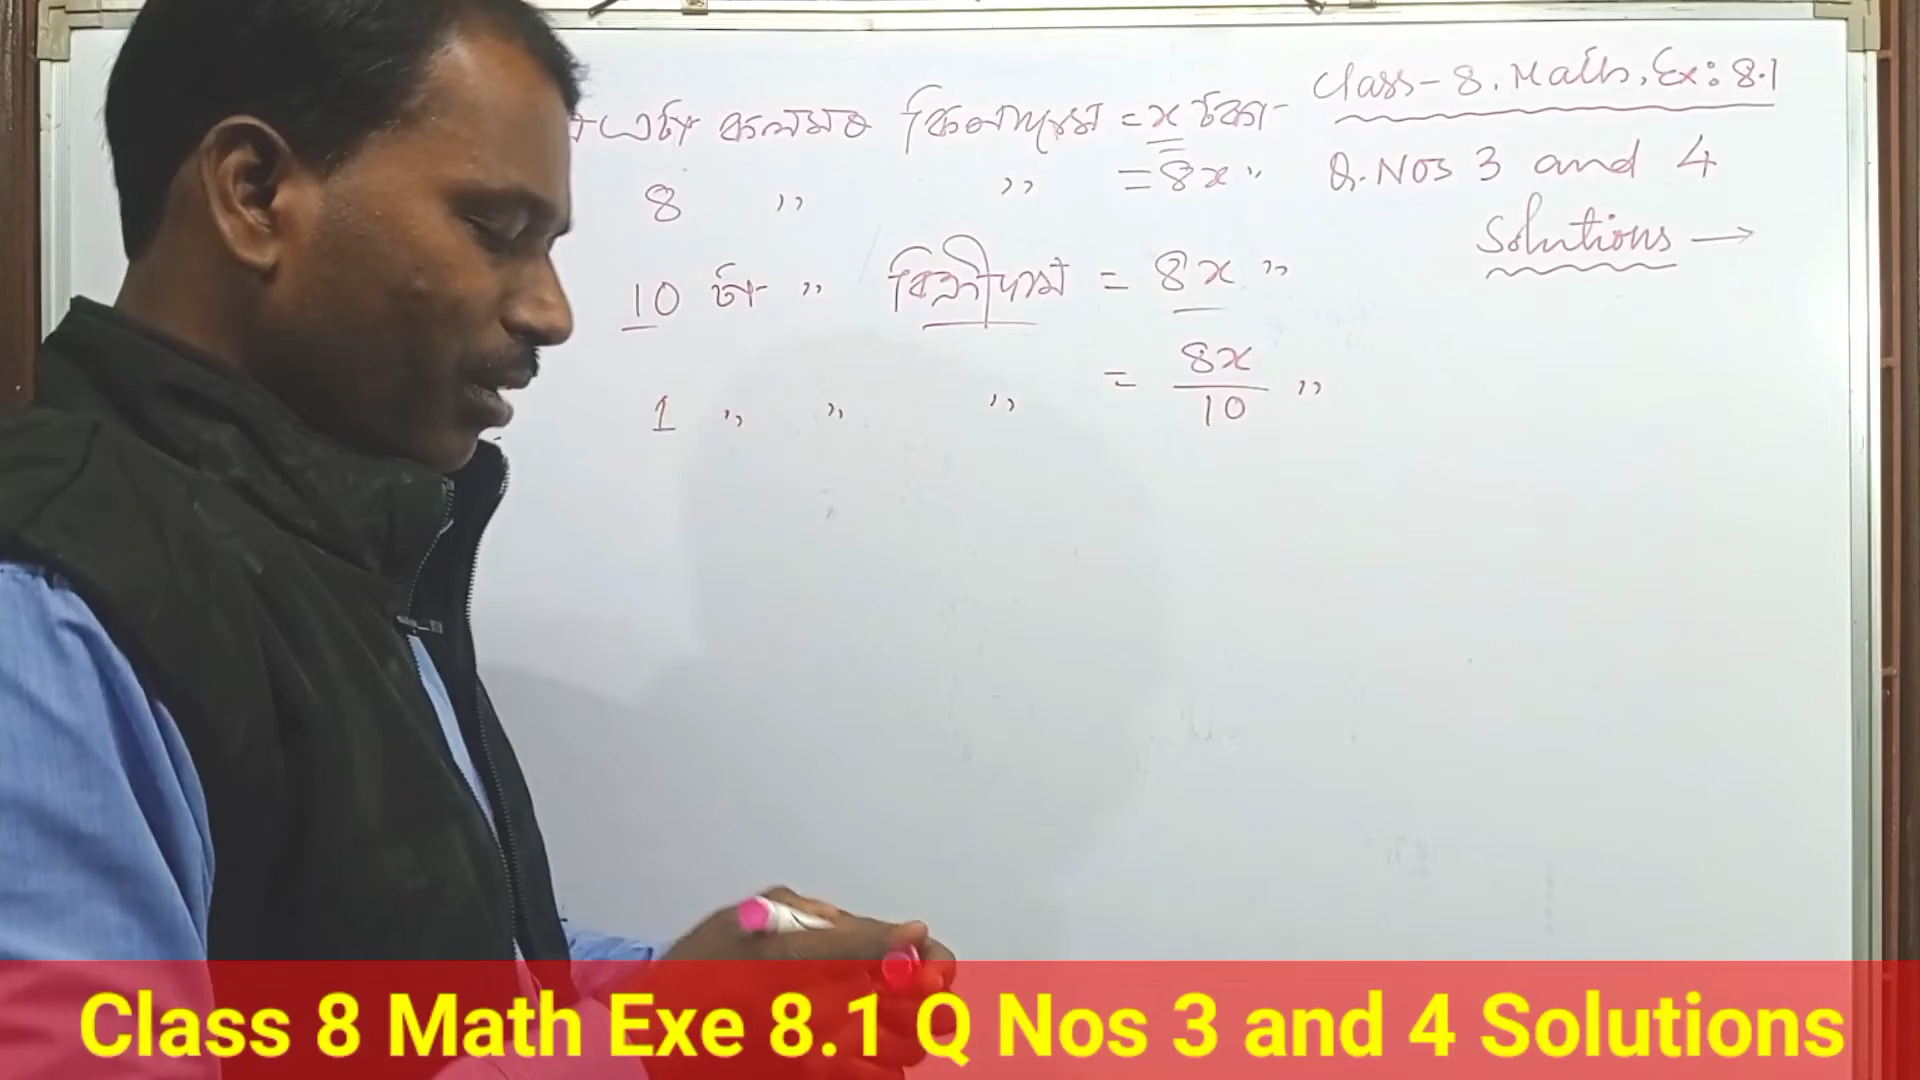 Class-8. Math, Ex: 8.1
Q. Nos 3 and 4
Solutions →
এটা কলমৰ কিনাদাম = x টকা
8 ,, ,, = 8x ,,
10 টা ,, বিক্ৰীদাম = 8x ,,
1 ,, ,, ,, = 8x/10 ,,
Class 8 Math Exe 8.1 Q Nos 3 and 4 Solutions